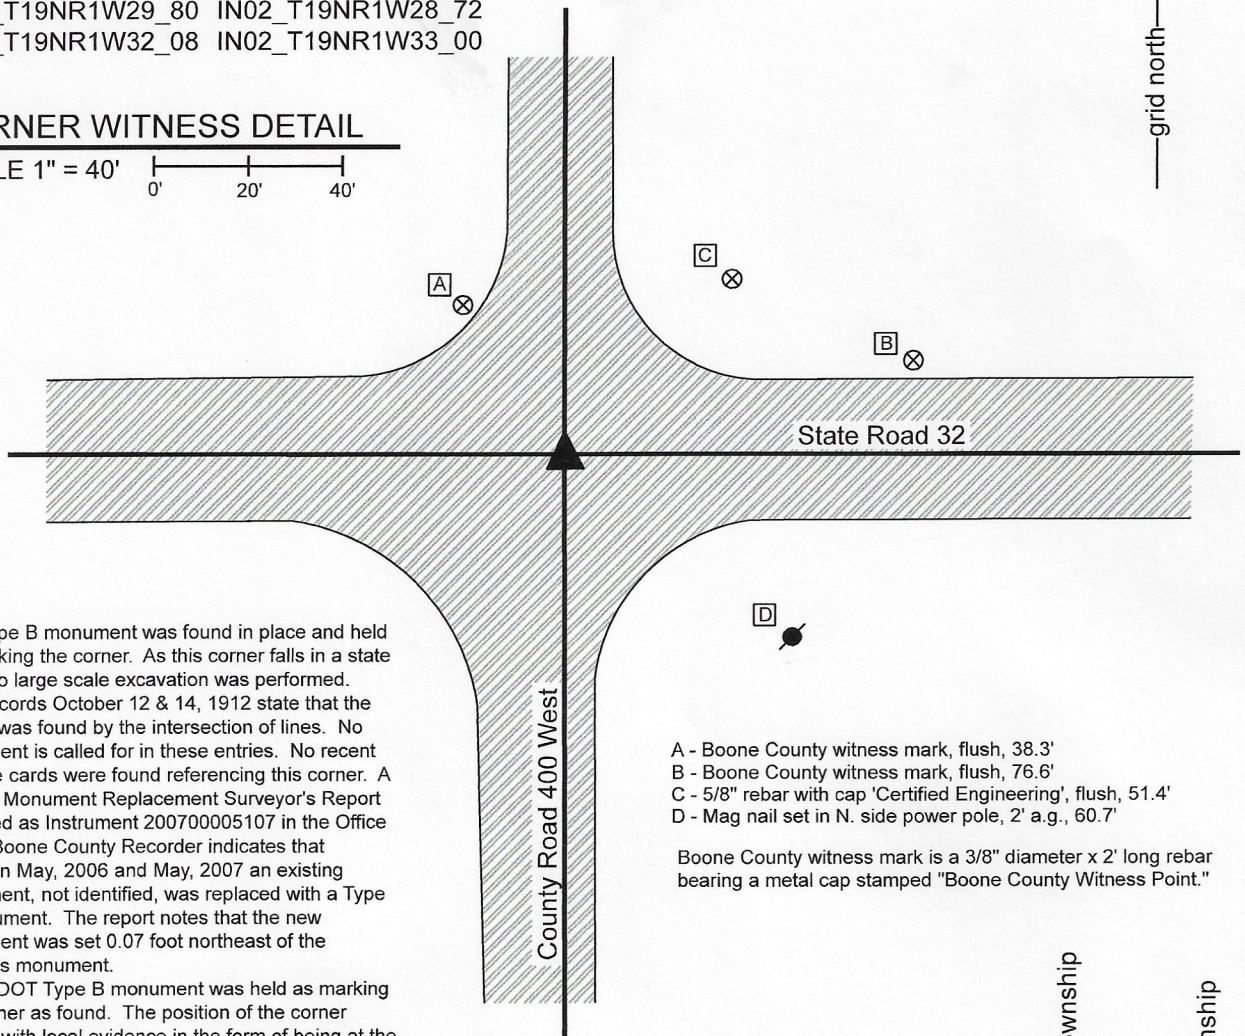 _T19NR1W29_80 IN02_T19NR1W28_72
_T19NR1W32_08 IN02_T19NR1W33_00
RNER WITNESS DETAIL
LE 1" = 40'
0' 20' 40'
grid north
C
A
B
State Road 32
D
County Road 400 West
pe B monument was found in place and held
king the corner. As this corner falls in a state
o large scale excavation was performed.
cords October 12 & 14, 1912 state that the
was found by the intersection of lines. No
ent is called for in these entries. No recent
e cards were found referencing this corner. A
Monument Replacement Surveyor's Report
ed as Instrument 200700005107 in the Office
Boone County Recorder indicates that
n May, 2006 and May, 2007 an existing
ent, not identified, was replaced with a Type
ument. The report notes that the new
ent was set 0.07 foot northeast of the
s monument.
DOT Type B monument was held as marking
ner as found. The position of the corner
with local evidence in the form of being at the
A - Boone County witness mark, flush, 38.3'
B - Boone County witness mark, flush, 76.6'
C - 5/8" rebar with cap 'Certified Engineering', flush, 51.4'
D - Mag nail set in N. side power pole, 2' a.g., 60.7'
Boone County witness mark is a 3/8" diameter x 2' long rebar
bearing a metal cap stamped "Boone County Witness Point."
wnship
nship